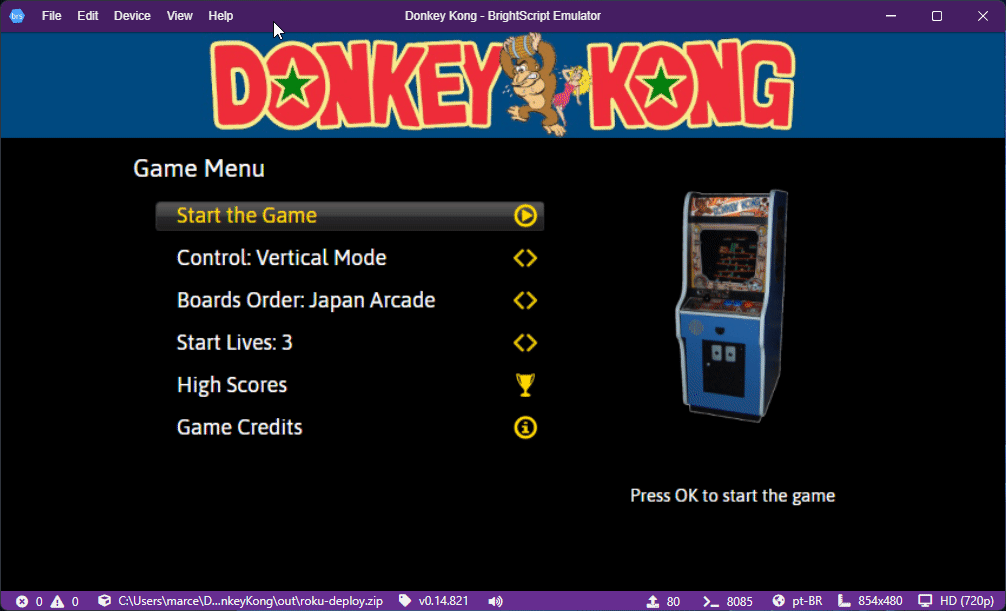 brs File Edit Device View Help Donkey Kong - BrightScript Emulator
DONKEY KONG
Game Menu
Start the Game
Control: Vertical Mode
Boards Order: Japan Arcade
Start Lives: 3
High Scores
Game Credits
DONKEY KONG
Press OK to start the game
0 0 C:\Users\marce\D...nkeyKong\out\roku-deploy.zip v0.14.821 80 8085 pt-BR 854x480 HD (720p)